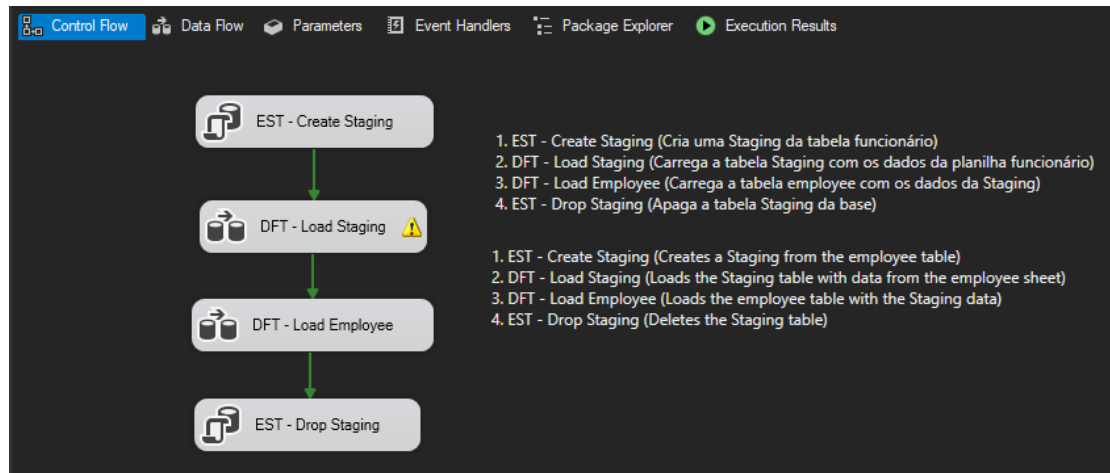 Control Flow Data Flow Parameters Event Handlers Package Explorer Execution Results
EST - Create Staging
DFT - Load Staging
DFT - Load Employee
EST - Drop Staging
1. EST - Create Staging (Cria uma Staging da tabela funcionário)
2. DFT - Load Staging (Carrega a tabela Staging com os dados da planilha funcionário)
3. DFT - Load Employee (Carrega a tabela employee com os dados da Staging)
4. EST - Drop Staging (Apaga a tabela Staging da base)
1. EST - Create Staging (Creates a Staging from the employee table)
2. DFT - Load Staging (Loads the Staging table with data from the employee sheet)
3. DFT - Load Employee (Loads the employee table with the Staging data)
4. EST - Drop Staging (Deletes the Staging table)